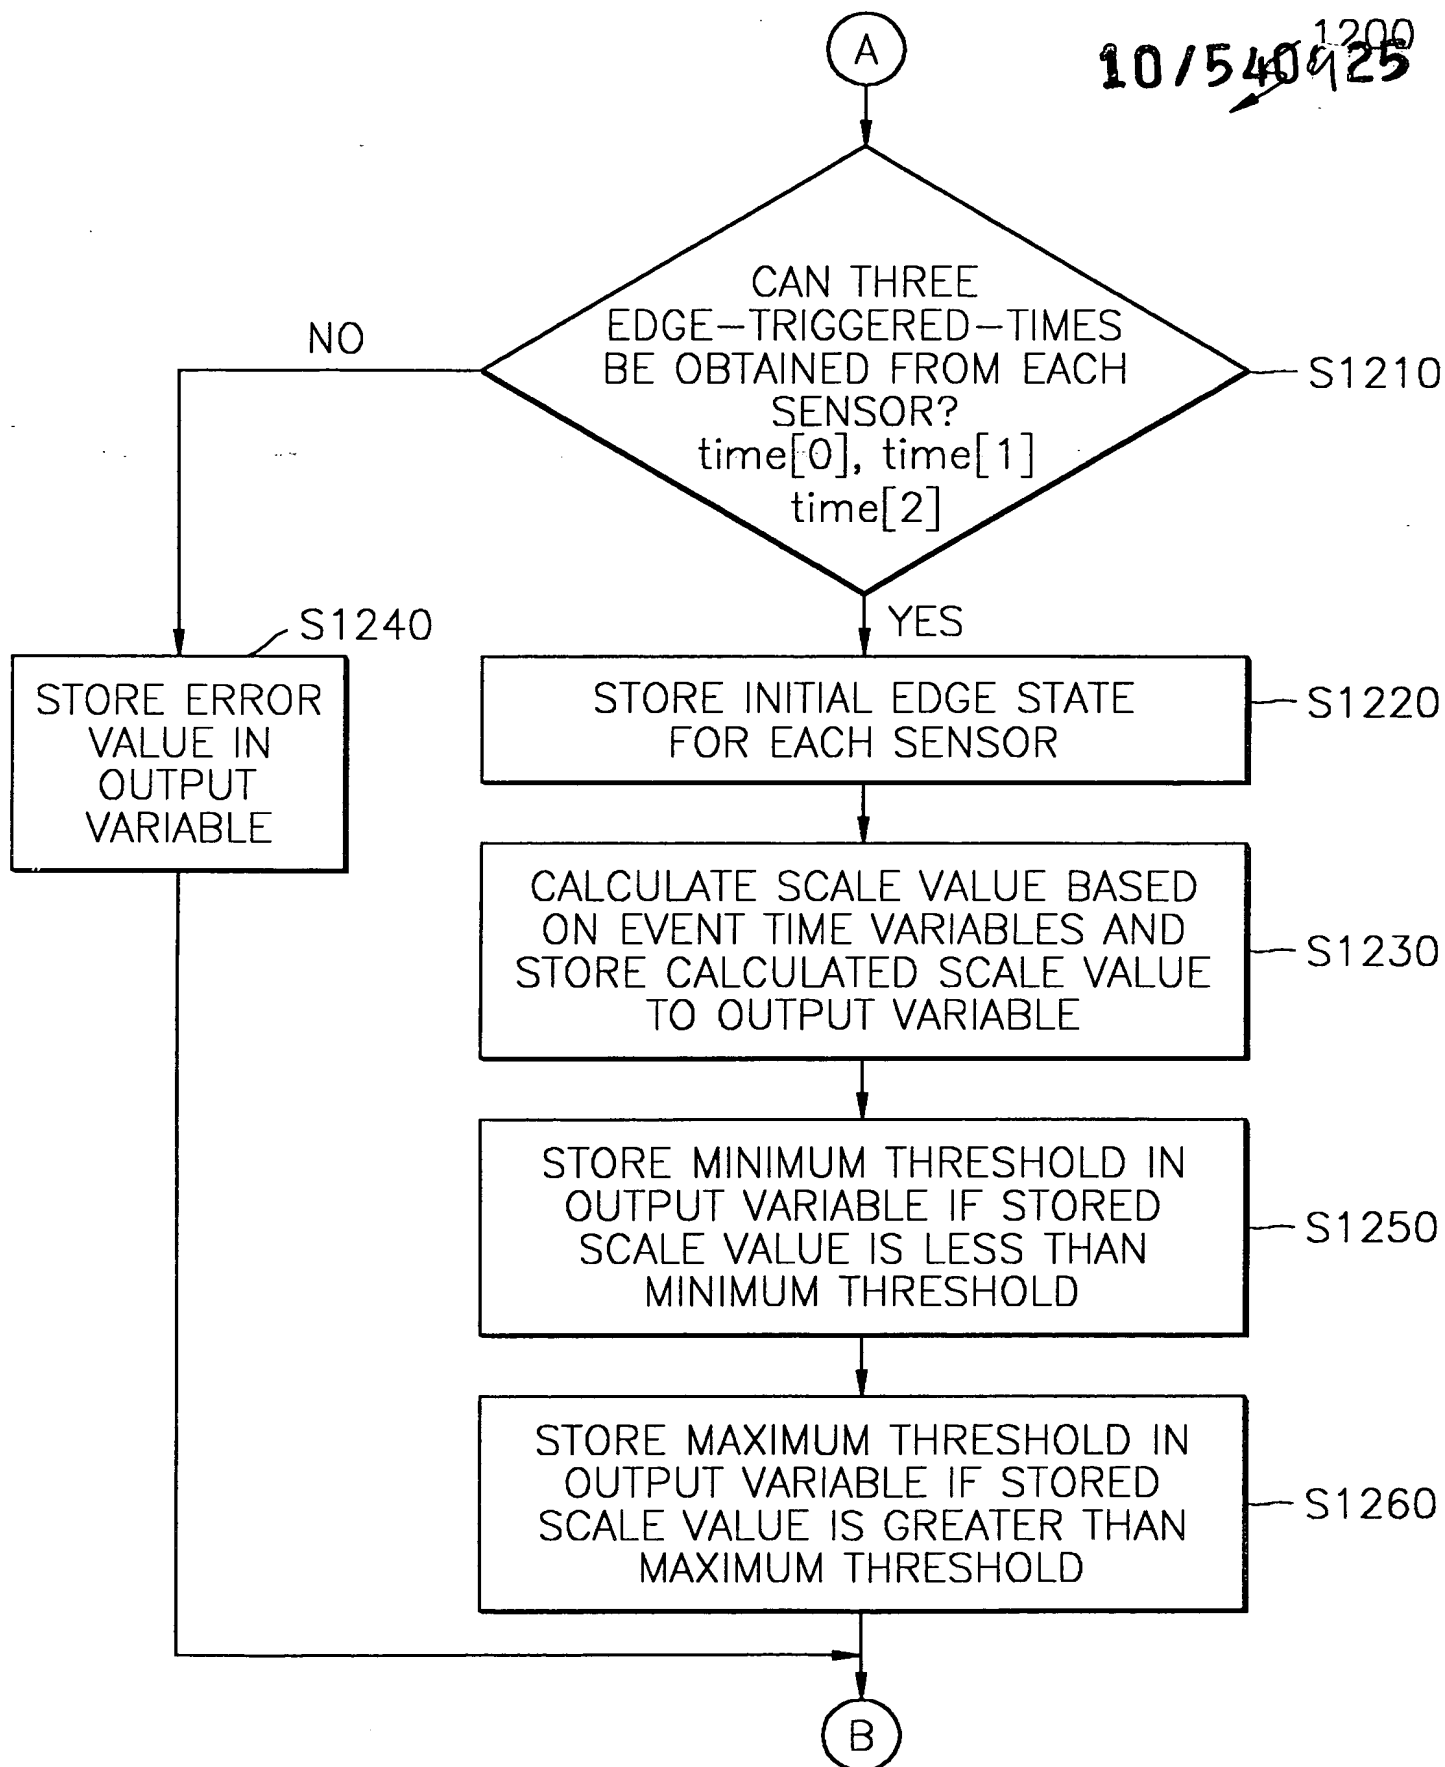 A
1200
10/540425
CAN THREE
EDGE-TRIGGERED-TIMES
BE OBTAINED FROM EACH
SENSOR?
time[0], time[1]
time[2]
NO
S1210
YES
S1240
STORE ERROR
VALUE IN
OUTPUT
VARIABLE
STORE INITIAL EDGE STATE
FOR EACH SENSOR
S1220
CALCULATE SCALE VALUE BASED
ON EVENT TIME VARIABLES AND
STORE CALCULATED SCALE VALUE
TO OUTPUT VARIABLE
S1230
STORE MINIMUM THRESHOLD IN
OUTPUT VARIABLE IF STORED
SCALE VALUE IS LESS THAN
MINIMUM THRESHOLD
S1250
STORE MAXIMUM THRESHOLD IN
OUTPUT VARIABLE IF STORED
SCALE VALUE IS GREATER THAN
MAXIMUM THRESHOLD
S1260
B